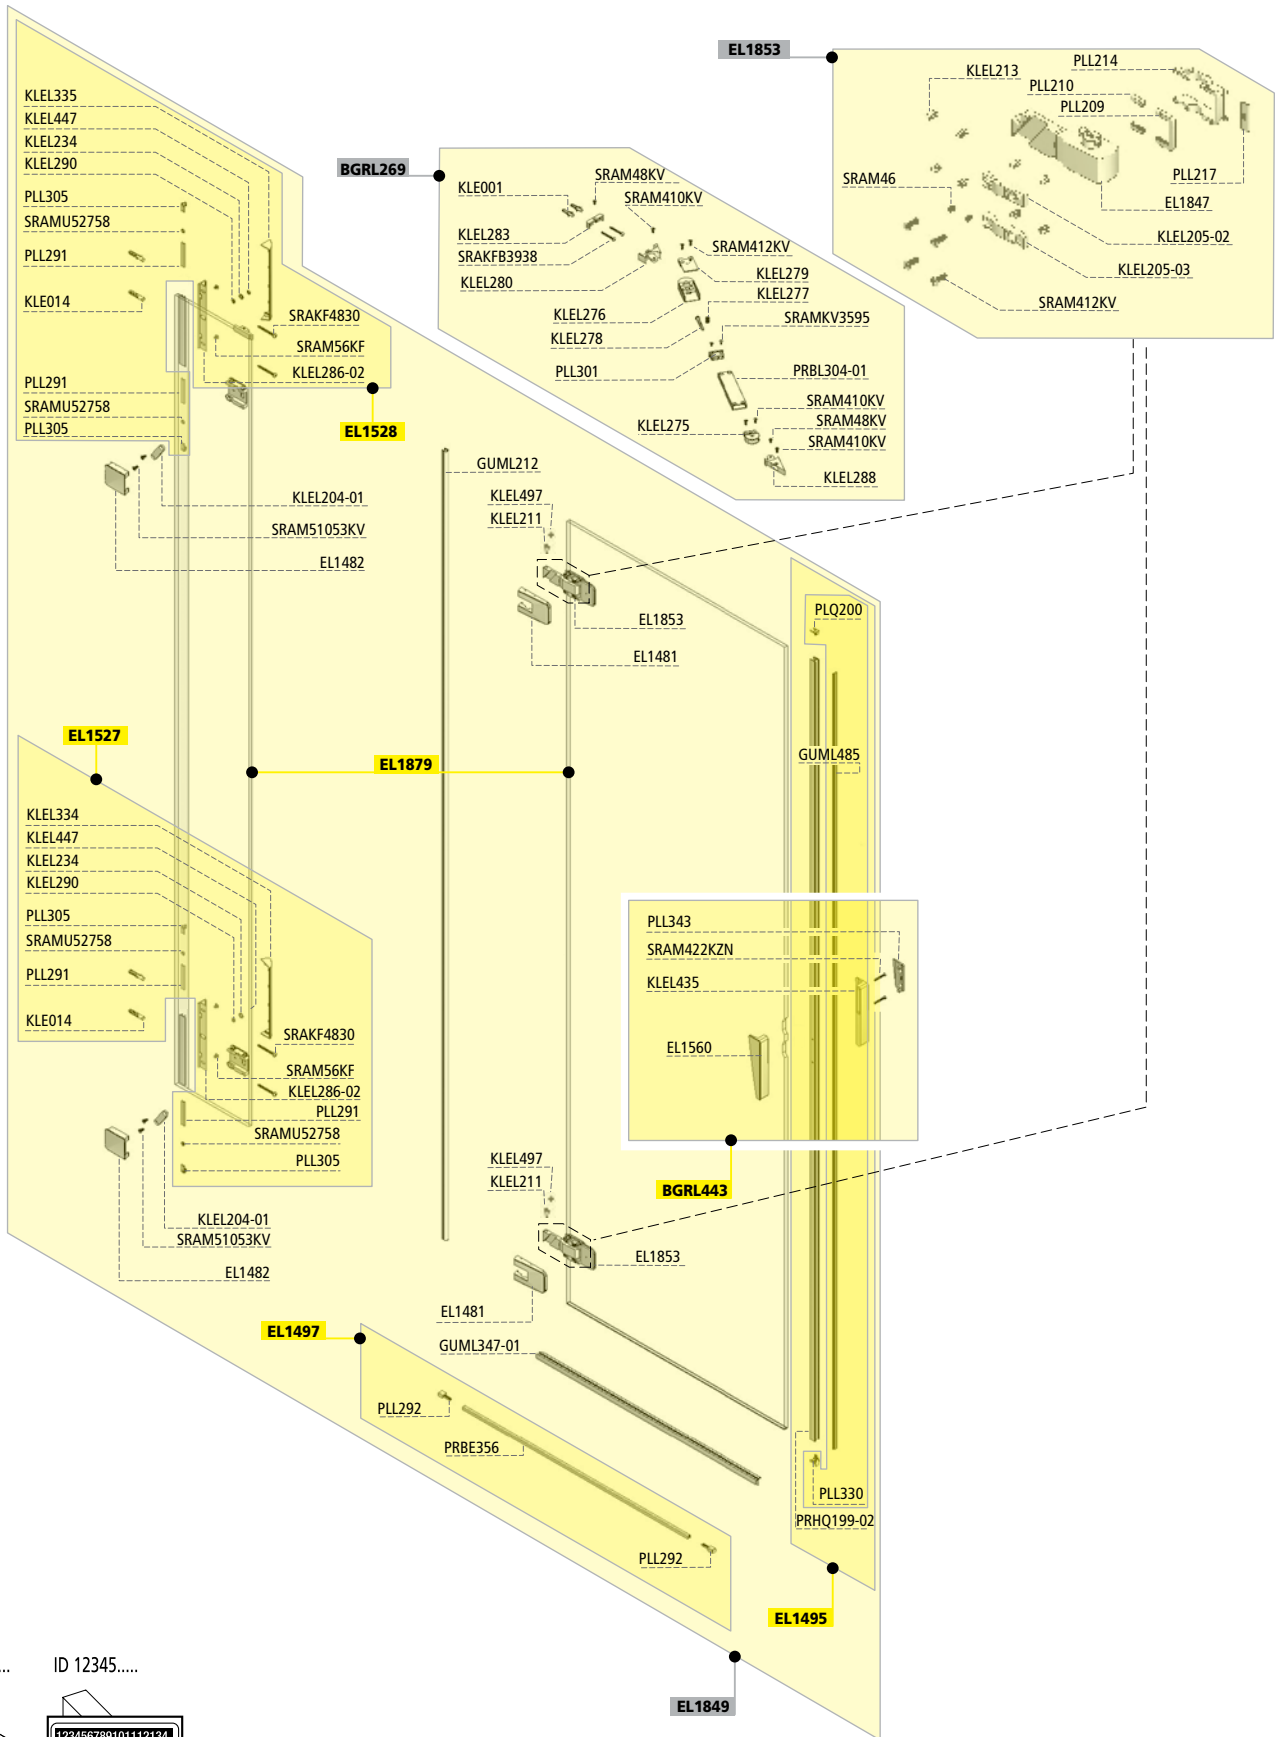 EL1853
PLL214
KLEL213
PLL210
PLL209
SRAM46
PLL217
EL1847
KLEL205-02
KLEL205-03
SRAM412KV
BGRL269
SRAM48KV
KLE001
SRAM410KV
KLEL283
SRAKFB3938
SRAM412KV
KLEL280
KLEL279
KLEL277
KLEL276
SRAMKV3595
KLEL278
PLL301
PRBL304-01
SRAM410KV
KLEL275
SRAM48KV
SRAM410KV
KLEL288
KLEL335
KLEL447
KLEL234
KLEL290
PLL305
SRAMU52758
PLL291
KLE014
SRAKF4830
SRAM56KF
KLEL286-02
PLL291
SRAMU52758
PLL305
EL1528
KLEL204-01
SRAM51053KV
EL1482
GUML212
KLEL497
KLEL211
EL1853
EL1481
PLQ200
GUML485
EL1527
EL1879
KLEL334
KLEL447
KLEL234
KLEL290
PLL305
SRAMU52758
PLL291
KLE014
SRAKF4830
SRAM56KF
KLEL286-02
PLL291
SRAMU52758
PLL305
KLEL204-01
SRAM51053KV
EL1482
PLL343
SRAM422KZN
KLEL435
EL1560
BGRL443
KLEL497
KLEL211
EL1853
EL1481
EL1497
GUML347-01
PLL292
PRBE356
PLL292
PLL330
PRHQ199-02
EL1495
EL1849
... ID 12345.....
123456789101112134